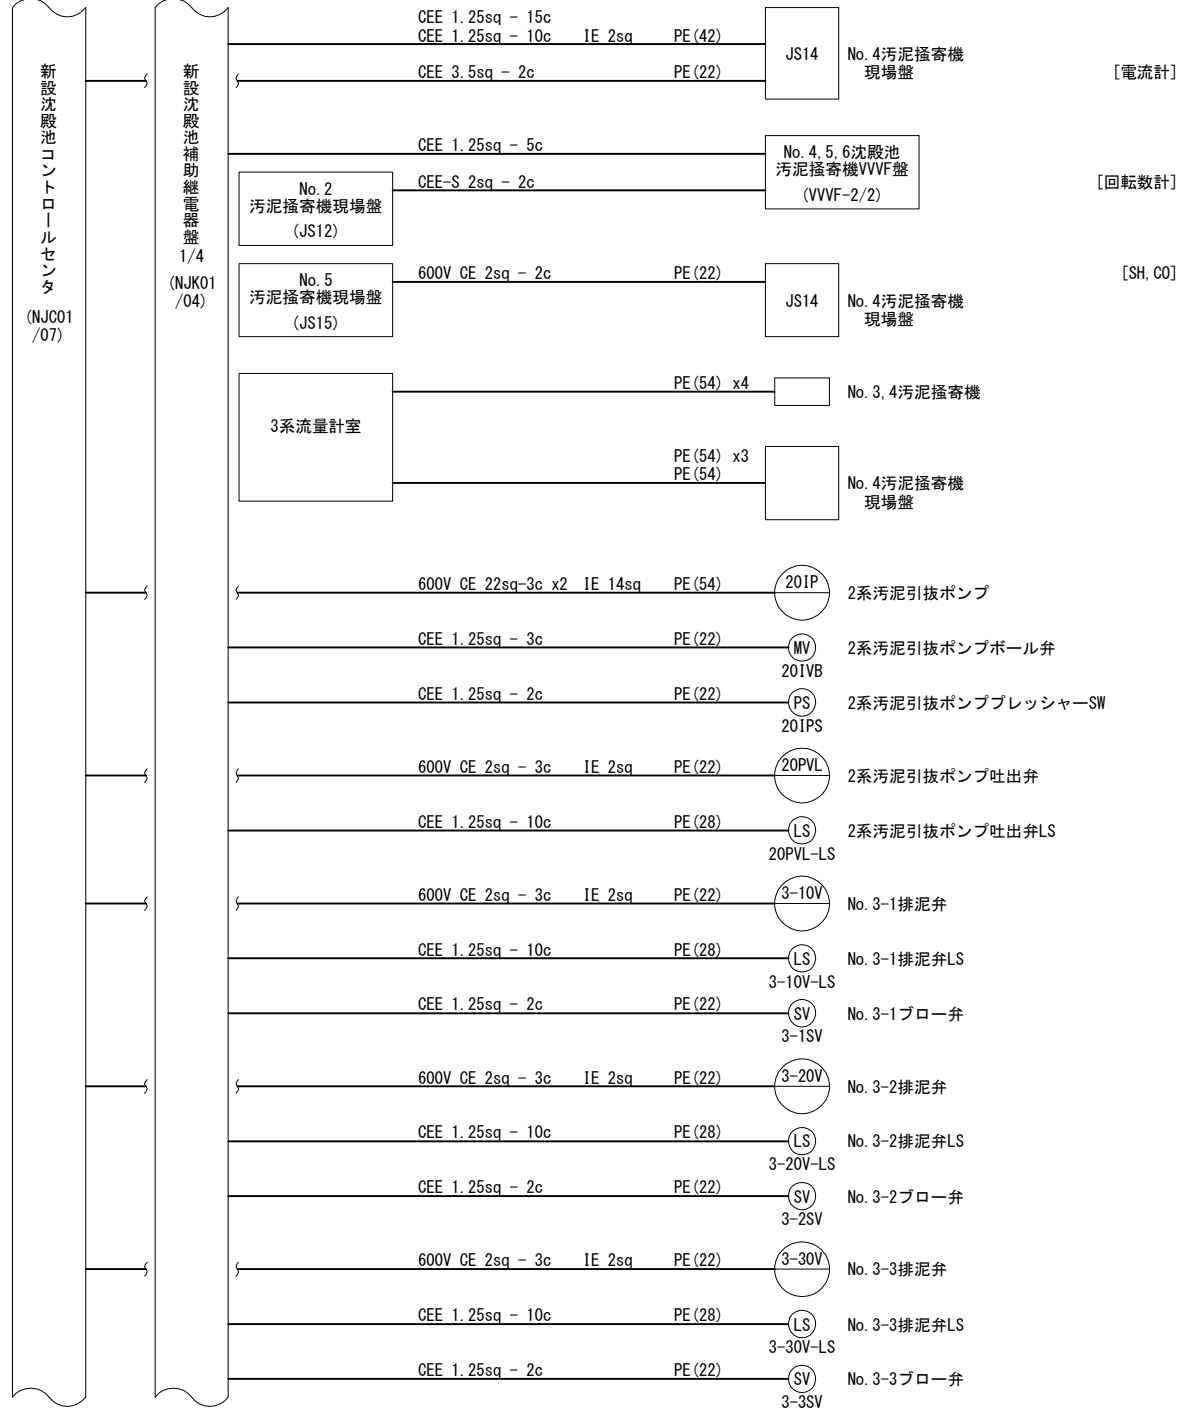 新設沈殿池コントロールセンタ
(NJC01
/07)
新設沈殿池補助継電器盤
1/4
(NJK01
/04)
CEE 1.25sq - 15c
CEE 1.25sq - 10c IE 2sq PE(42)
JS14
No.4汚泥掻寄機
現場盤
CEE 3.5sq - 2c PE(22)
[電流計]
CEE 1.25sq - 5c
No.4,5,6沈殿池
汚泥掻寄機VVVF盤
(VVVF-2/2)
No.2
汚泥掻寄機現場盤
(JS12)
CEE-S 2sq - 2c
[回転数計]
No.5
汚泥掻寄機現場盤
(JS15)
600V CE 2sq - 2c PE(22)
JS14
No.4汚泥掻寄機
現場盤
[SH,CO]
3系流量計室
PE(54) x4
No.3,4汚泥掻寄機
PE(54) x3
PE(54)
No.4汚泥掻寄機
現場盤
600V CE 22sq-3c x2 IE 14sq PE(54)
20IP
2系汚泥引抜ポンプ
CEE 1.25sq - 3c PE(22)
MV
20IVB
2系汚泥引抜ポンプボール弁
CEE 1.25sq - 2c PE(22)
PS
20IPS
2系汚泥引抜ポンププレッシャーSW
600V CE 2sq - 3c IE 2sq PE(22)
20PVL
2系汚泥引抜ポンプ吐出弁
CEE 1.25sq - 10c PE(28)
LS
20PVL-LS
2系汚泥引抜ポンプ吐出弁LS
600V CE 2sq - 3c IE 2sq PE(22)
3-10V
No.3-1排泥弁
CEE 1.25sq - 10c PE(28)
LS
3-10V-LS
No.3-1排泥弁LS
CEE 1.25sq - 2c PE(22)
SV
3-1SV
No.3-1ブロー弁
600V CE 2sq - 3c IE 2sq PE(22)
3-20V
No.3-2排泥弁
CEE 1.25sq - 10c PE(28)
LS
3-20V-LS
No.3-2排泥弁LS
CEE 1.25sq - 2c PE(22)
SV
3-2SV
No.3-2ブロー弁
600V CE 2sq - 3c IE 2sq PE(22)
3-30V
No.3-3排泥弁
CEE 1.25sq - 10c PE(28)
LS
3-30V-LS
No.3-3排泥弁LS
CEE 1.25sq - 2c PE(22)
SV
3-3SV
No.3-3ブロー弁